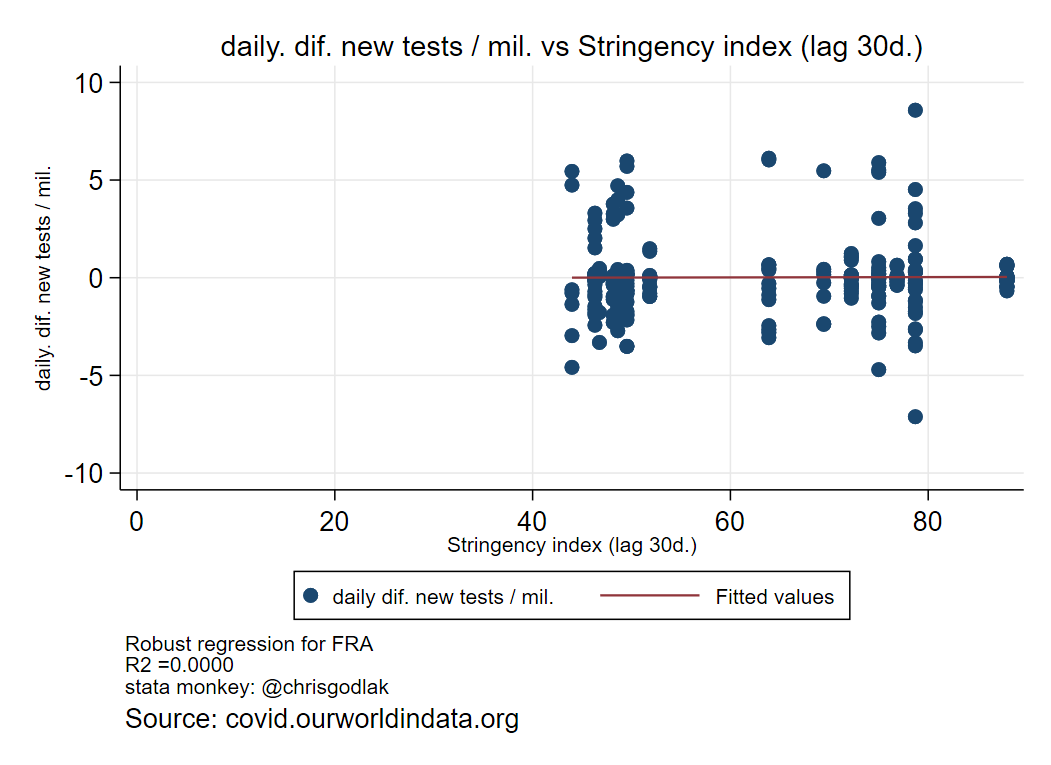 daily. dif. new tests / mil. vs Stringency index (lag 30d.)
daily. dif. new tests / mil.
10
5
0
-5
-10
0 20 40 60 80
Stringency index (lag 30d.)
daily dif. new tests / mil. Fitted values
Robust regression for FRA
R2 =0.0000
stata monkey: @chrisgodlak
Source: covid.ourworldindata.org